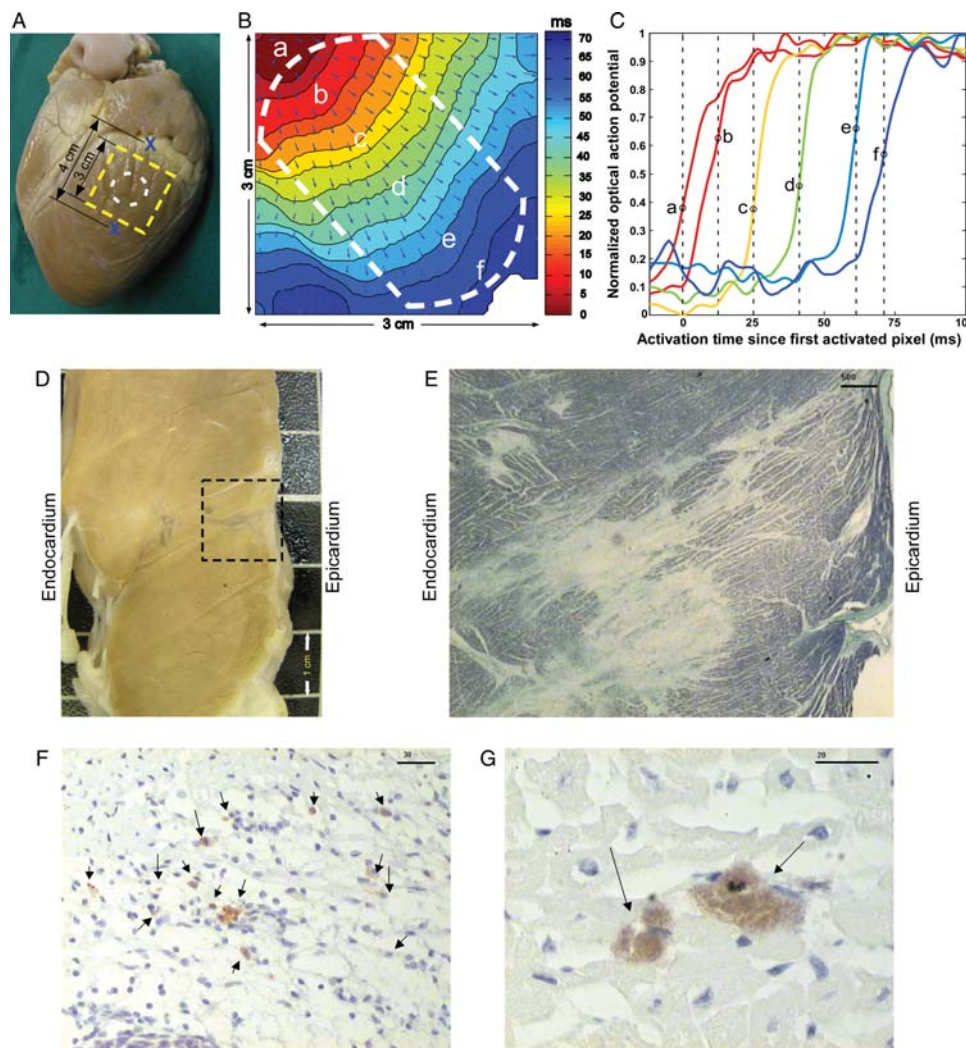 A
4 cm
3 cm
X
X
B
ms
a
b
c
d
e
f
3 cm
3 cm
70
65
60
55
50
45
40
35
30
25
20
15
10
5
0
C
Normalized optical action potential
1
0.9
0.8
0.7
0.6
0.5
0.4
0.3
0.2
0.1
0
a
b
c
d
e
f
0 25 50 75 100
Activation time since first activated pixel (ms)
D
Endocardium
Epicardium
1 cm
E
Endocardium
Epicardium
500
F
30
G
20